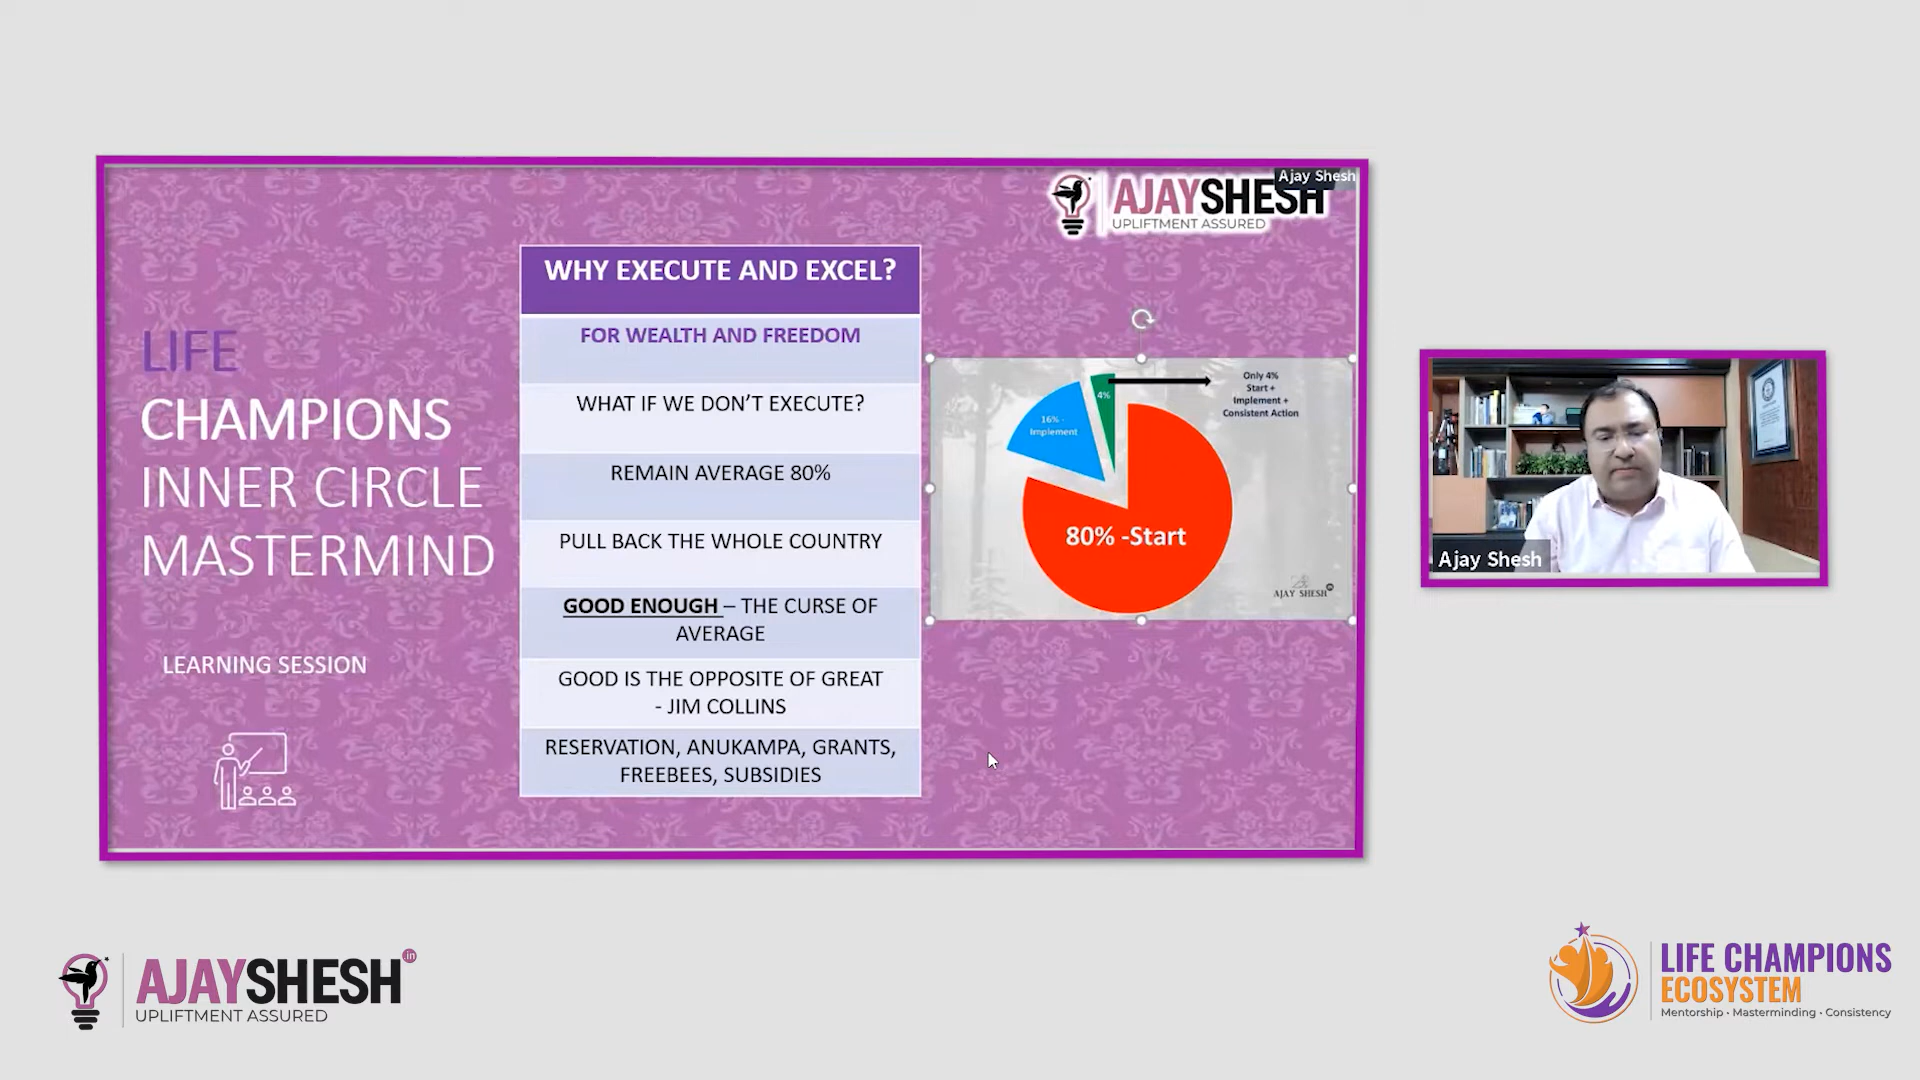 Ajay Shesh
AJAYSHESH
UPLIFTMENT ASSURED
LIFE
CHAMPIONS
INNER CIRCLE
MASTERMIND
LEARNING SESSION
WHY EXECUTE AND EXCEL?
FOR WEALTH AND FREEDOM
WHAT IF WE DON’T EXECUTE?
REMAIN AVERAGE 80%
PULL BACK THE WHOLE COUNTRY
GOOD ENOUGH – THE CURSE OF
AVERAGE
GOOD IS THE OPPOSITE OF GREAT
- JIM COLLINS
RESERVATION, ANUKAMPA, GRANTS,
FREEBEES, SUBSIDIES
Only 4%
Start +
Implement +
Consistent Action
4%
16% -
Implement
80% -Start
AJAY SHESH
Ajay Shesh
AJAYSHESH.in
UPLIFTMENT ASSURED
LIFE CHAMPIONS
ECOSYSTEM
Mentorship • Masterminding • Consistency